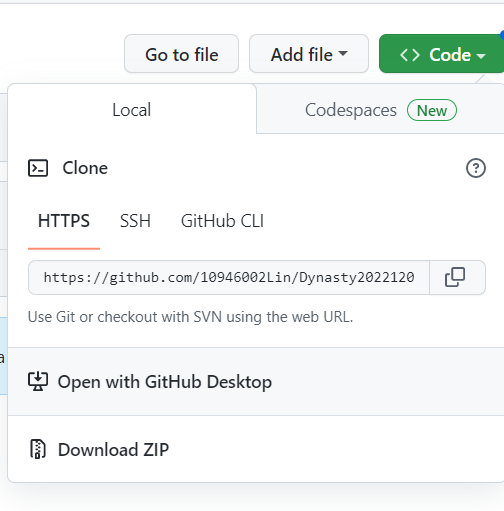 Go to file Add file Code
Local Codespaces New
Clone
HTTPS SSH GitHub CLI
https://github.com/10946002Lin/Dynasty2022120
Use Git or checkout with SVN using the web URL.
a
Open with GitHub Desktop
Download ZIP